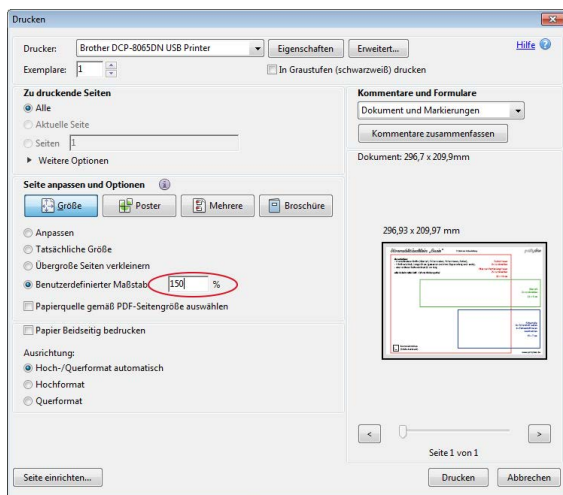 Drucken
Drucker: Brother DCP-8065DN USB Printer Eigenschaften Erweitert... Hilfe
Exemplare: 1 In Graustufen (schwarzweiß) drucken
Zu druckende Seiten
Alle
Aktuelle Seite
Seiten 1
Weitere Optionen
Seite anpassen und Optionen
Größe Poster Mehrere Broschüre
Anpassen
Tatsächliche Größe
Übergroße Seiten verkleinern
Benutzerdefinierter Maßstab 150 %
Papierquelle gemäß PDF-Seitengröße auswählen
Papier Beidseitig bedrucken
Ausrichtung:
Hoch-/Querformat automatisch
Hochformat
Querformat
Kommentare und Formulare
Dokument und Markierungen
Kommentare zusammenfassen
Dokument: 296,7 x 209,9mm
296,93 x 209,97 mm
< >
Seite 1 von 1
Seite einrichten... Drucken Abbrechen